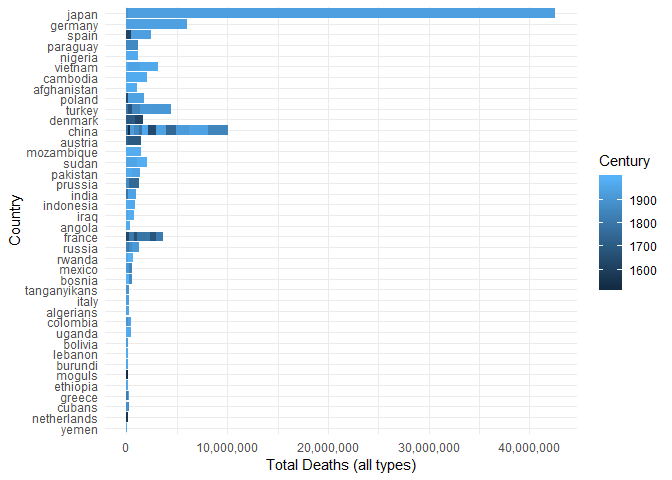 japan
germany
spain
paraguay
nigeria
vietnam
cambodia
afghanistan
poland
turkey
denmark
china
austria
mozambique
sudan
pakistan
prussia
india
indonesia
iraq
angola
france
russia
rwanda
mexico
bosnia
tanganyikans
italy
algerians
colombia
uganda
bolivia
lebanon
burundi
moguls
ethiopia
greece
cubans
netherlands
yemen
Country
0 10,000,000 20,000,000 30,000,000 40,000,000
Total Deaths (all types)
Century
1900
1800
1700
1600